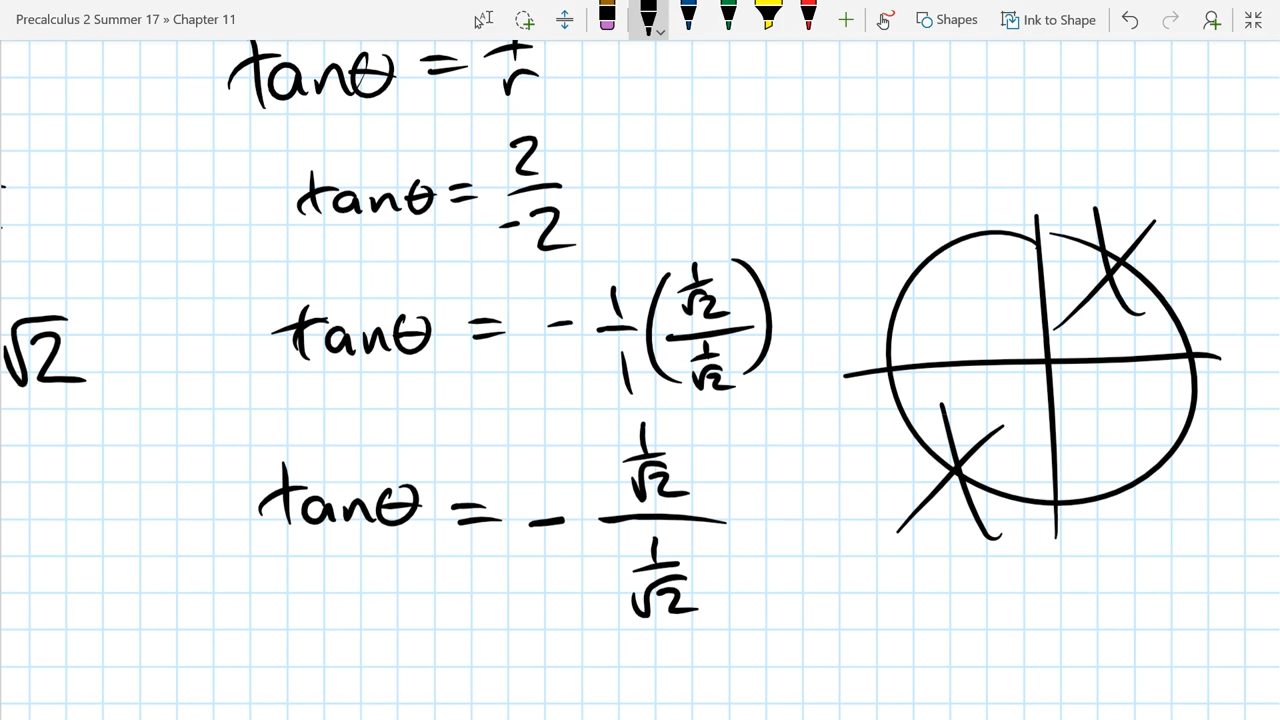 Precalculus 2 Summer 17 » Chapter 11
Shapes
Ink to Shape
tanθ = r
tanθ = 2/-2
√2
tanθ = - 1/1 ((1/√2)/(1/√2))
tanθ = - (1/√2)/(1/√2)